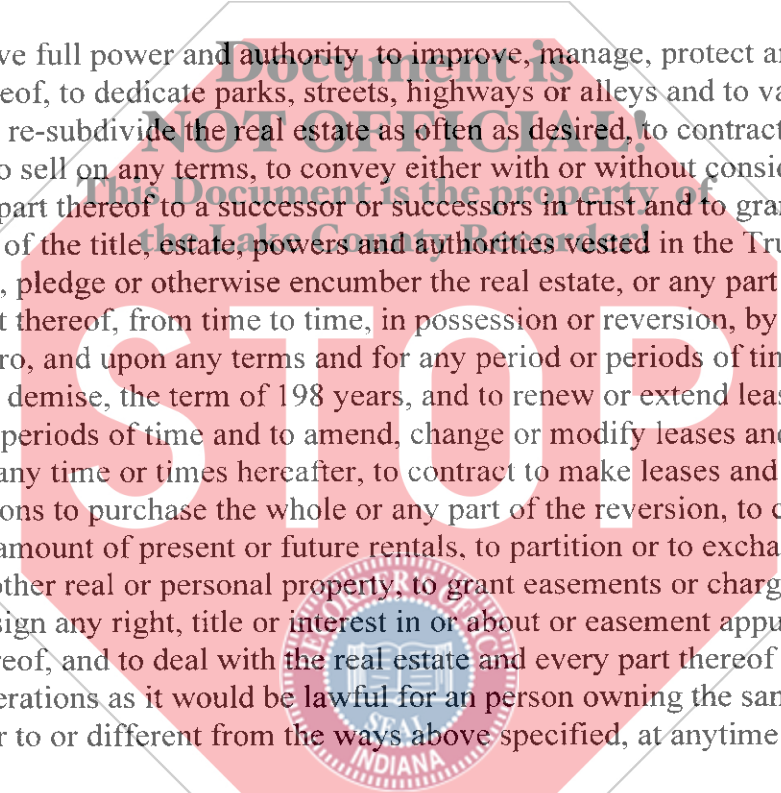 ve full power and authority to improve, manage, protect a
Document is
eof, to dedicate parks, streets, highways or alleys and to va
re-subdivide the real estate as often as desired, to contract
NOT OFFICIAL!
o sell on any terms, to convey either with or without consid
This Document is the property of
part thereof to a successor or successors in trust and to gra
of the title, estate, powers and authorities vested in the Tru
the Lake County Recorder!
, pledge or otherwise encumber the real estate, or any part
t thereof, from time to time, in possession or reversion, by
ro, and upon any terms and for any period or periods of tim
STOP
demise, the term of 198 years, and to renew or extend leas
periods of time and to amend, change or modify leases and
any time or times hereafter, to contract to make leases and
ons to purchase the whole or any part of the reversion, to c
amount of present or future rentals, to partition or to excha
other real or personal property, to grant easements or charg
sign any right, title or interest in or about or easement appu
reof, and to deal with the real estate and every part thereof
erations as it would be lawful for an person owning the sam
r to or different from the ways above specified, at anytime
SEAL
INDIANA